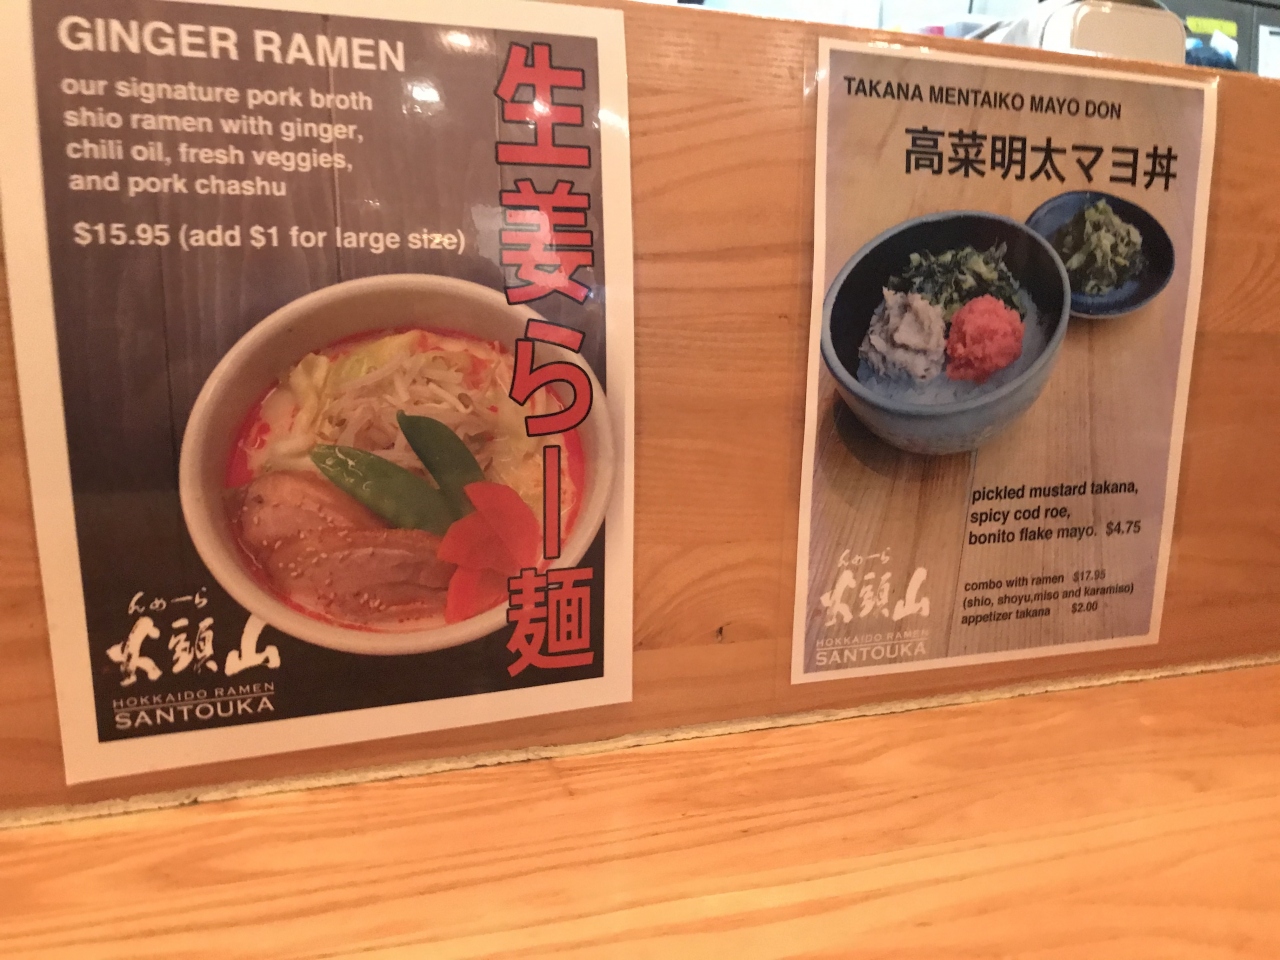 GINGER RAMEN
our signature pork broth
shio ramen with ginger,
chili oil, fresh veggies,
and pork chashu
$15.95 (add $1 for large size)
生姜らー麺
らーめん
山頭火
HOKKAIDO RAMEN
SANTOUKA
TAKANA MENTAIKO MAYO DON
高菜明太マヨ丼
pickled mustard takana,
spicy cod roe,
bonito flake mayo. $4.75
combo with ramen $17.95
(shio, shoyu,miso and karamiso)
appetizer takana $2.00
らーめん
山頭火
HOKKAIDO RAMEN
SANTOUKA